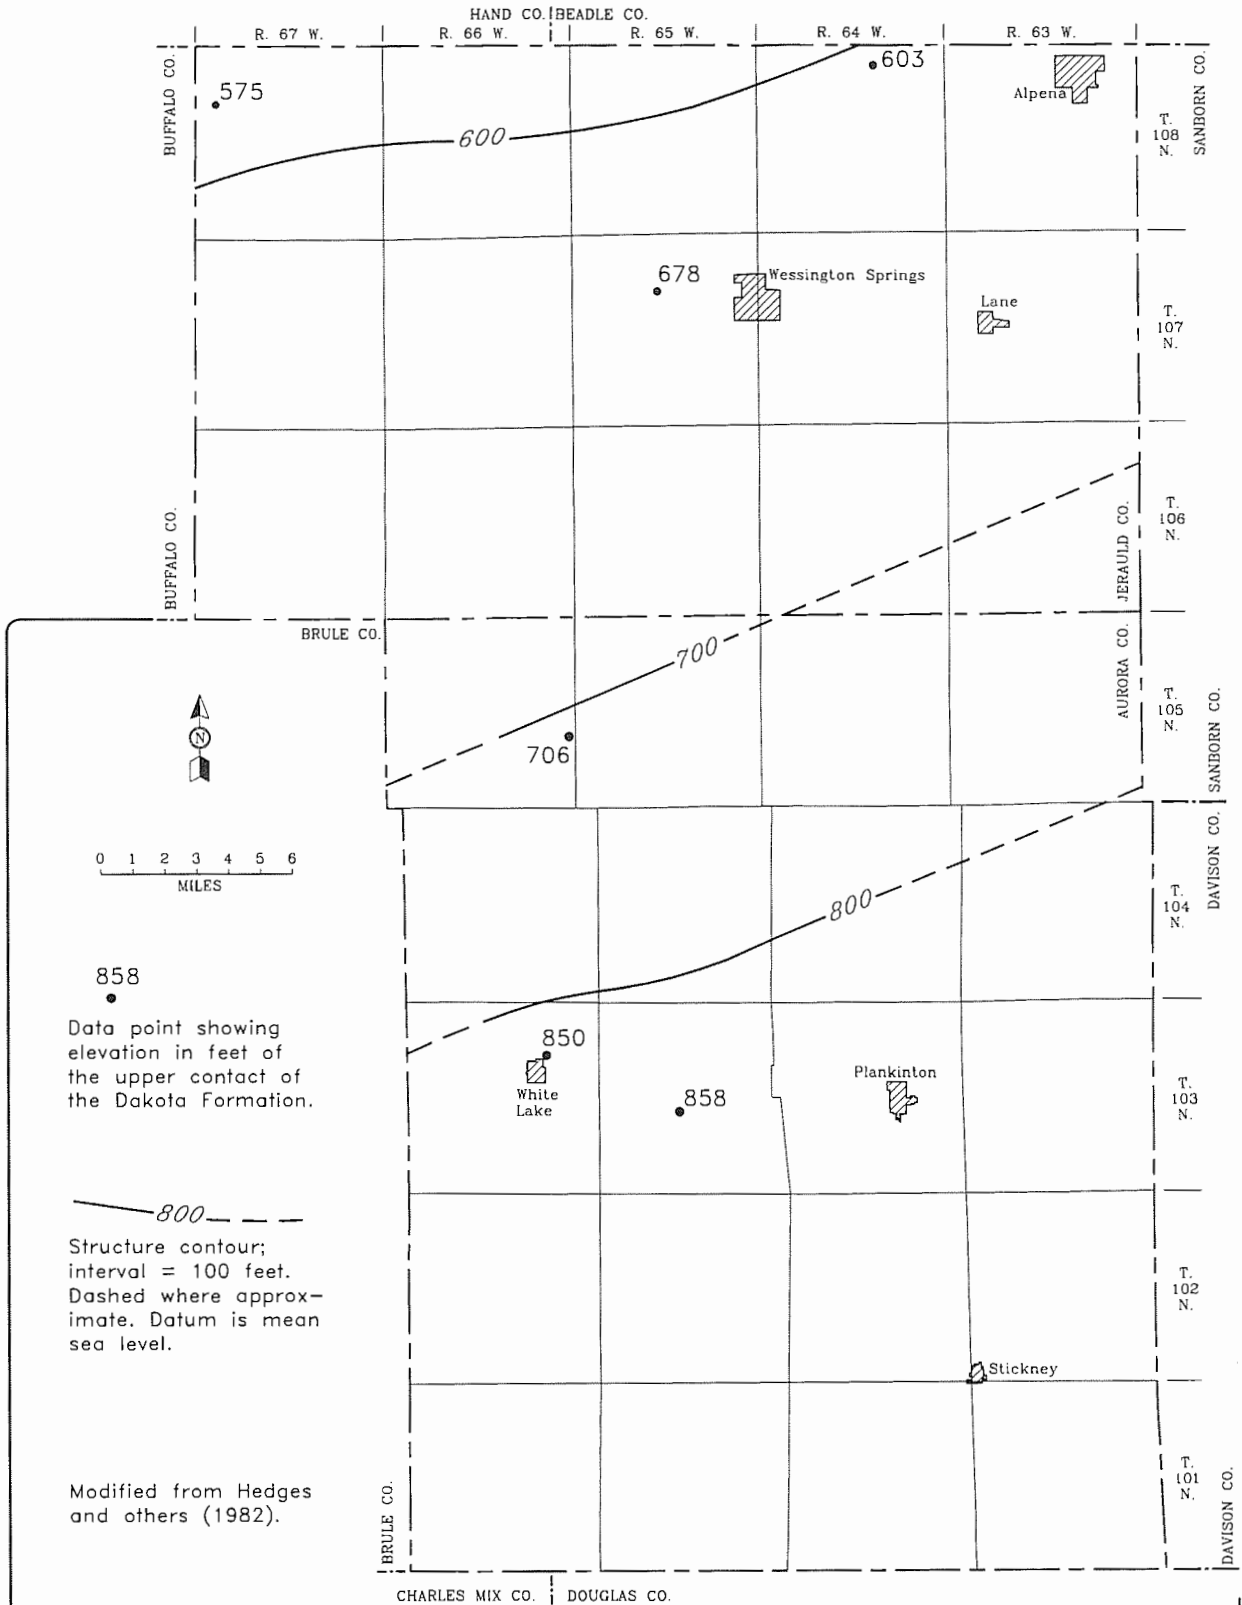 HAND CO. BEADLE CO.
R. 67 W. R. 66 W. R. 65 W. R. 64 W. R. 63 W.
BUFFALO CO.
575
603
Alpena
SANBORN CO.
T.
108
N.
600
678
Wessington Springs
Lane
T.
107
N.
BUFFALO CO.
JERAULD CO.
T.
106
N.
BRULE CO.
700
AURORA CO.
T.
105
N.
SANBORN CO.
N
706
0 1 2 3 4 5 6
MILES
800
T.
104
N.
DAVISON CO.
858
Data point showing
elevation in feet of
the upper contact of
the Dakota Formation.
850
White
Lake
858
Plankinton
T.
103
N.
800
Structure contour;
interval = 100 feet.
Dashed where approx-
imate. Datum is mean
sea level.
T.
102
N.
Stickney
Modified from Hedges
and others (1982).
T.
101
N.
BRULE CO.
DAVISON CO.
CHARLES MIX CO. DOUGLAS CO.